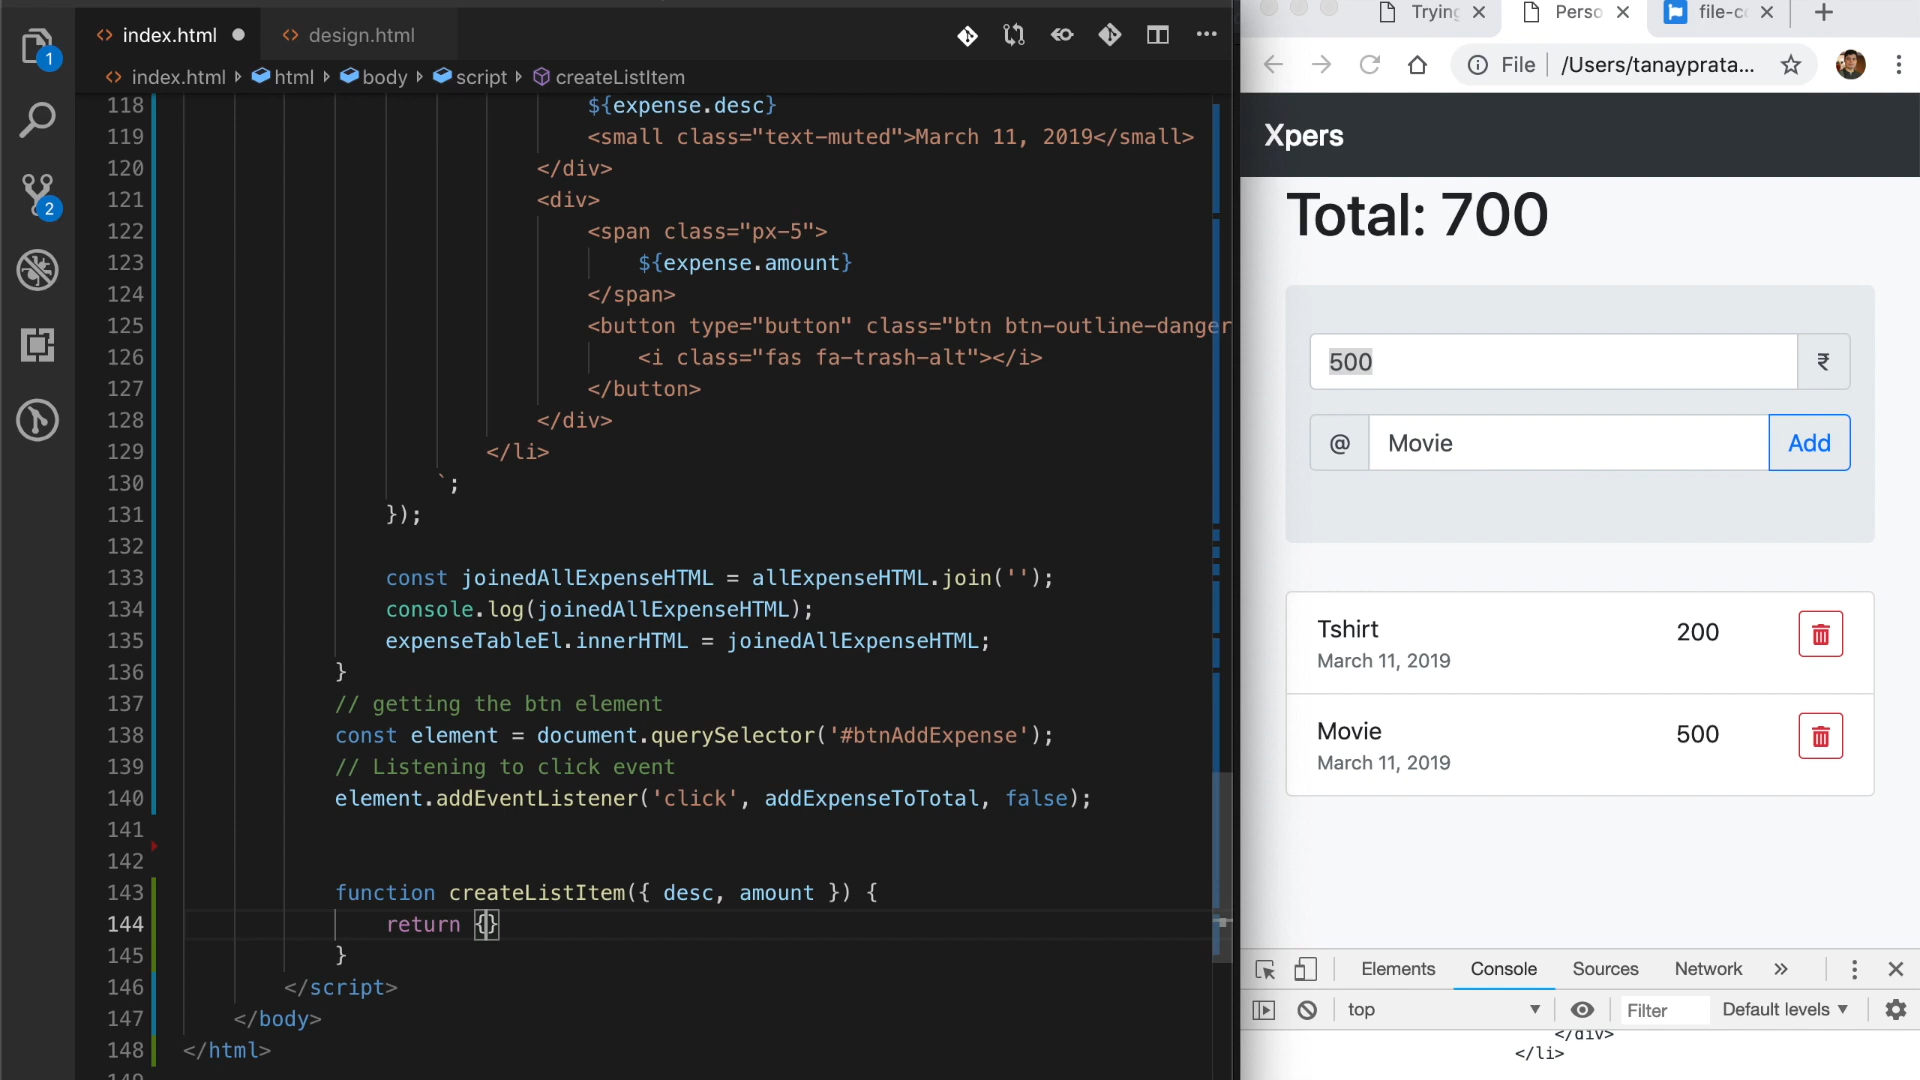 1
2
index.html
design.html
index.html
html
body
script
createListItem
118 ${expense.desc}
119 <small class="text-muted">March 11, 2019</small>
120 </div>
121 <div>
122 <span class="px-5">
123 ${expense.amount}
124 </span>
125 <button type="button" class="btn btn-outline-danger
126 <i class="fas fa-trash-alt"></i>
127 </button>
128 </div>
129 </li>
130 `;
131 });
132
133 const joinedAllExpenseHTML = allExpenseHTML.join('');
134 console.log(joinedAllExpenseHTML);
135 expenseTableEl.innerHTML = joinedAllExpenseHTML;
136 }
137 // getting the btn element
138 const element = document.querySelector('#btnAddExpense');
139 // Listening to click event
140 element.addEventListener('click', addExpenseToTotal, false);
141
142
143 function createListItem({ desc, amount }) {
144 return {}
145 }
146 </script>
147 </body>
148 </html>
149
Trying
Perso
file-c
File
/Users/tanayprata...
Xpers
Total: 700
500
₹
@
Movie
Add
Tshirt
200
March 11, 2019
Movie
500
March 11, 2019
Elements
Console
Sources
Network
»
top
Filter
Default levels
</div>
</li>